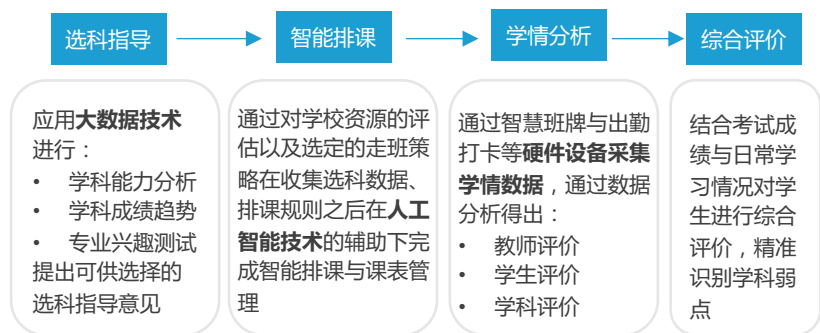 选科指导
智能排课
学情分析
综合评价
应用大数据技术
进行：
• 学科能力分析
• 学科成绩趋势
• 专业兴趣测试
提出可供选择的
选科指导意见
通过对学校资源的评
估以及选定的走班策
略在收集选科数据、
排课规则之后在人工
智能技术的辅助下完
成智能排课与课表管
理
通过智慧班牌与出勤
打卡等硬件设备采集
学情数据，通过数据
分析得出：
• 教师评价
• 学生评价
• 学科评价
结合考试成
绩与日常学
习情况对学
生进行综合
评价，精准
识别学科弱
点